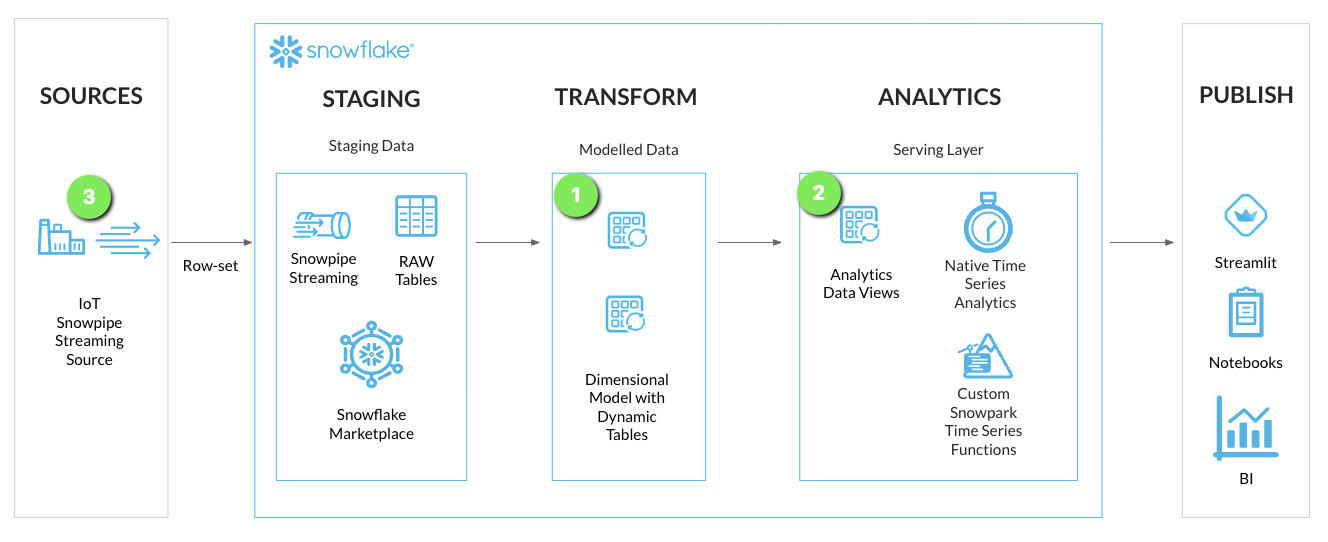 snowflake®
SOURCES
3
IoT
Snowpipe
Streaming
Source
Row-set
STAGING
Staging Data
Snowpipe
Streaming
RAW
Tables
Snowflake
Marketplace
TRANSFORM
Modelled Data
1
Dimensional
Model with
Dynamic
Tables
ANALYTICS
Serving Layer
2
Analytics
Data Views
Native Time
Series
Analytics
Custom
Snowpark
Time Series
Functions
PUBLISH
Streamlit
Notebooks
BI